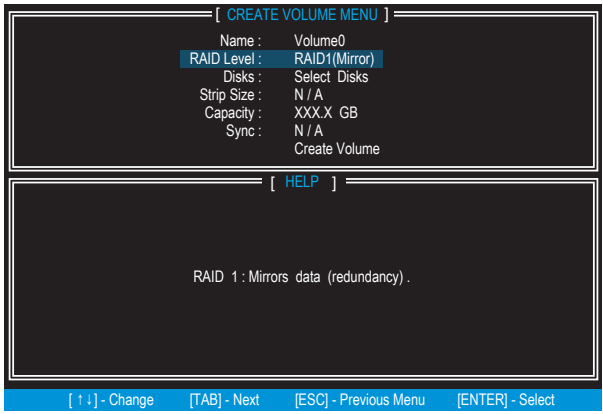 [ CREATE VOLUME MENU ]
Name : Volume0
RAID Level : RAID1(Mirror)
Disks : Select Disks
Strip Size : N / A
Capacity : XXX.X GB
Sync : N / A
Create Volume
[ HELP ]
RAID 1 : Mirrors data (redundancy) .
[ ↑↓] - Change [TAB] - Next [ESC] - Previous Menu [ENTER] - Select